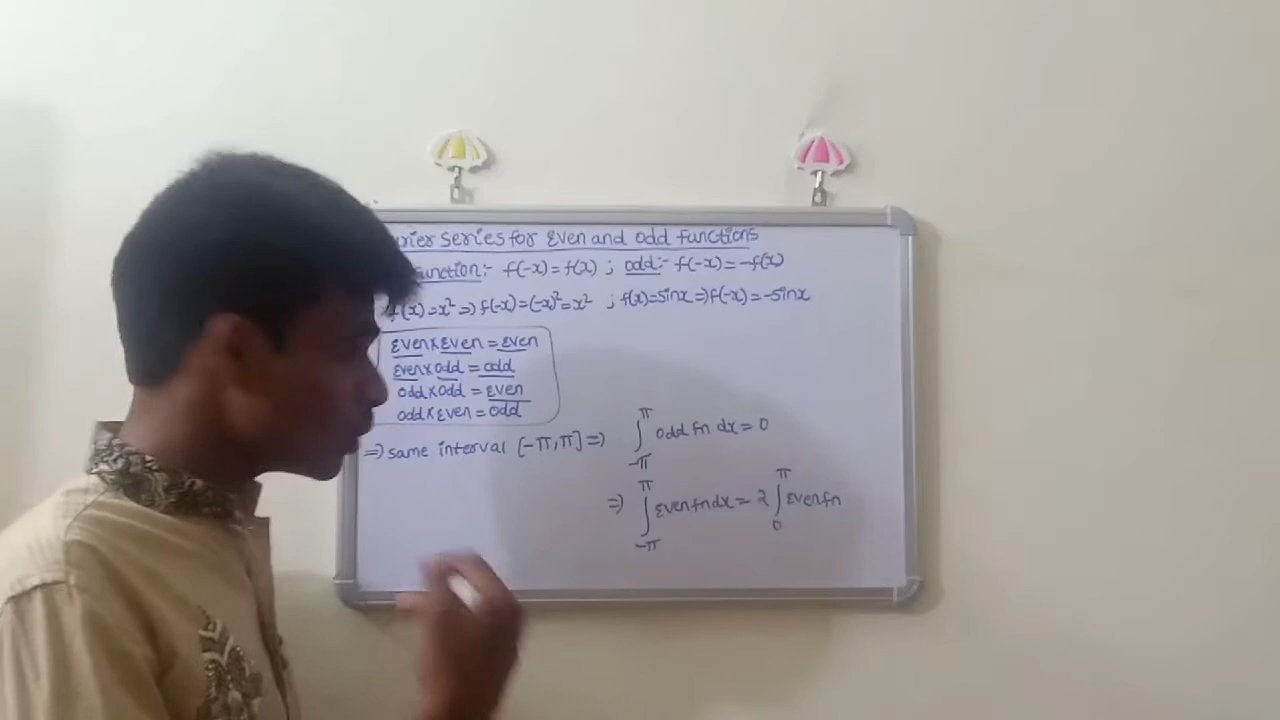 rier series for Even and odd functions
unction:- f(-x) = f(x) ; odd:- f(-x) = -f(x)
f(x) = x² => f(-x) = (-x)² = x² ; f(x) = sinx => f(-x) = -sinx
Even x Even = Even
Even x odd = odd
odd x odd = Even
odd x Even = odd
=> same interval [-π, π] => ∫_{-π}^{π} odd fn dx = 0
=> ∫_{-π}^{π} Even fn dx = 2 ∫_{0}^{π} Even fn